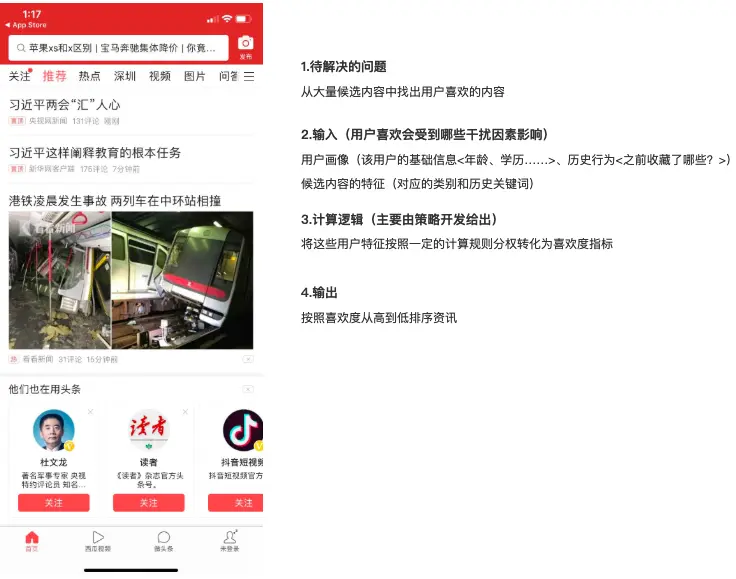 1:17
App Store
苹果xs和x区别 | 宝马奔驰集体降价 | 你竟...
发布
关注 推荐 热点 深圳 视频 图片 问答
习近平两会“汇”人心
置顶 央视网新闻 131评论 刚刚
习近平这样阐释教育的根本任务
置顶 新华网客户端 175评论 7分钟前
港铁凌晨发生事故 两列车在中环站相撞
看看新闻
热 看看新闻 31评论 15分钟前
他们也在用头条
读者
杜文龙
著名军事专家 央视
特约评论员 知名...
关注
读者
《读者》杂志官方头
条号。
关注
抖音短视频
抖音短视频官方
关注
首页 西瓜视频 微头条 未登录
1.待解决的问题
从大量候选内容中找出用户喜欢的内容
2.输入（用户喜欢会受到哪些干扰因素影响）
用户画像（该用户的基础信息<年龄、学历……>、历史行为<之前收藏了哪些？>）
候选内容的特征（对应的类别和历史关键词）
3.计算逻辑（主要由策略开发给出）
将这些用户特征按照一定的计算规则分权转化为喜欢度指标
4.输出
按照喜欢度从高到低排序资讯